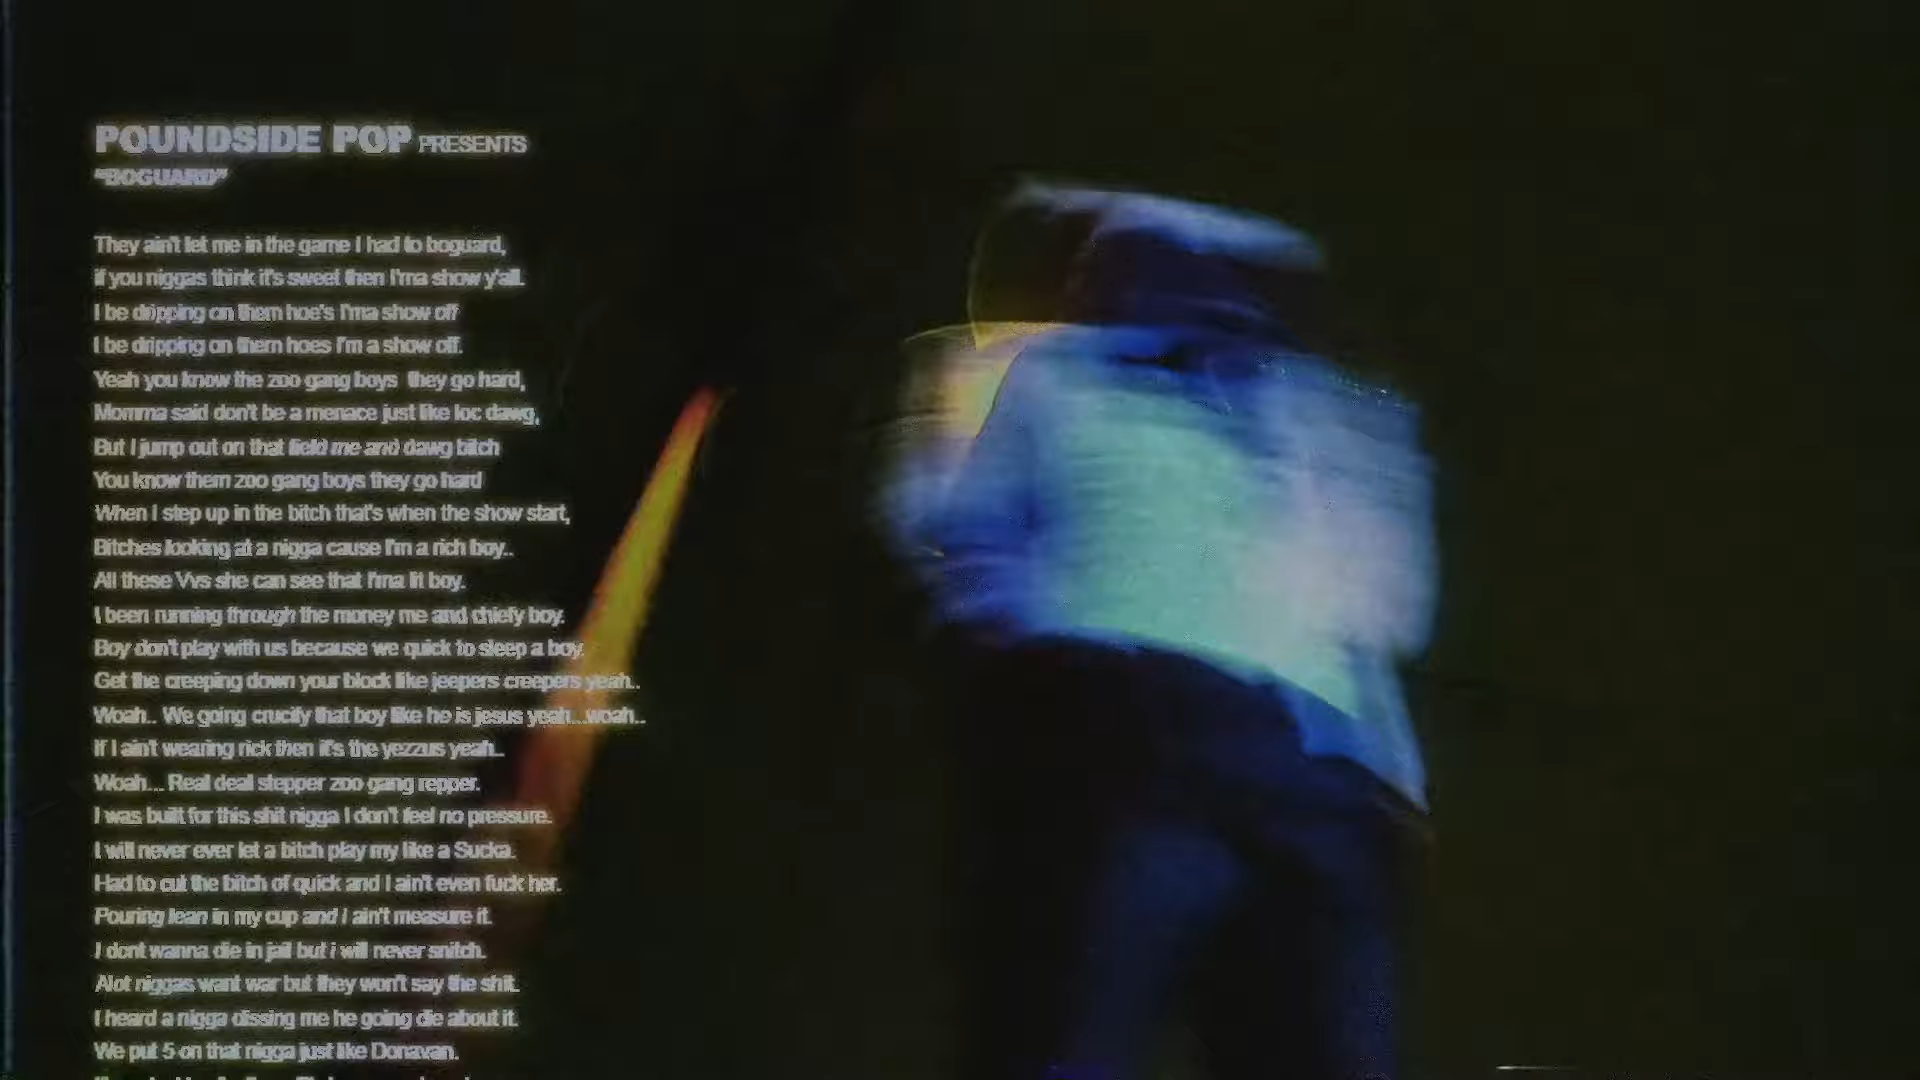 POUNDSIDE POP PRESENTS
“BOGUARD”
They ain't let me in the game I had to boguard,
if you niggas think it's sweet then I'ma show y'all.
I be dripping on them hoe's I'ma show off
I be dripping on them hoes I'm a show off.
Yeah you know the zoo gang boys they go hard,
Momma said don't be a menace just like loc dawg,
But I jump out on that field me and dawg bitch
You know them zoo gang boys they go hard
When I step up in the bitch that's when the show start,
Bitches looking at a nigga cause I'm a rich boy..
All these Vvs she can see that I'ma lit boy.
I been running through the money me and chiefy boy.
Boy don't play with us because we quick to sleep a boy.
Get the creeping down your block like jeepers creepers yeah..
Woah.. We going crucify that boy like he is jesus yeah...woah..
If I ain't wearing rick then it's the yezzus yeah..
Woah... Real deal stepper zoo gang repper.
I was built for this shit nigga I don't feel no pressure.
I will never ever let a bitch play my like a Sucka.
Had to cut the bitch of quick and I ain't even fuck her.
Pouring lean in my cup and I ain't measure it.
I dont wanna die in jail but i will never snitch.
Alot niggas want war but they won't say the shit.
I heard a nigga dissing me he going die about it.
We put 5 on that nigga just like Donavan.